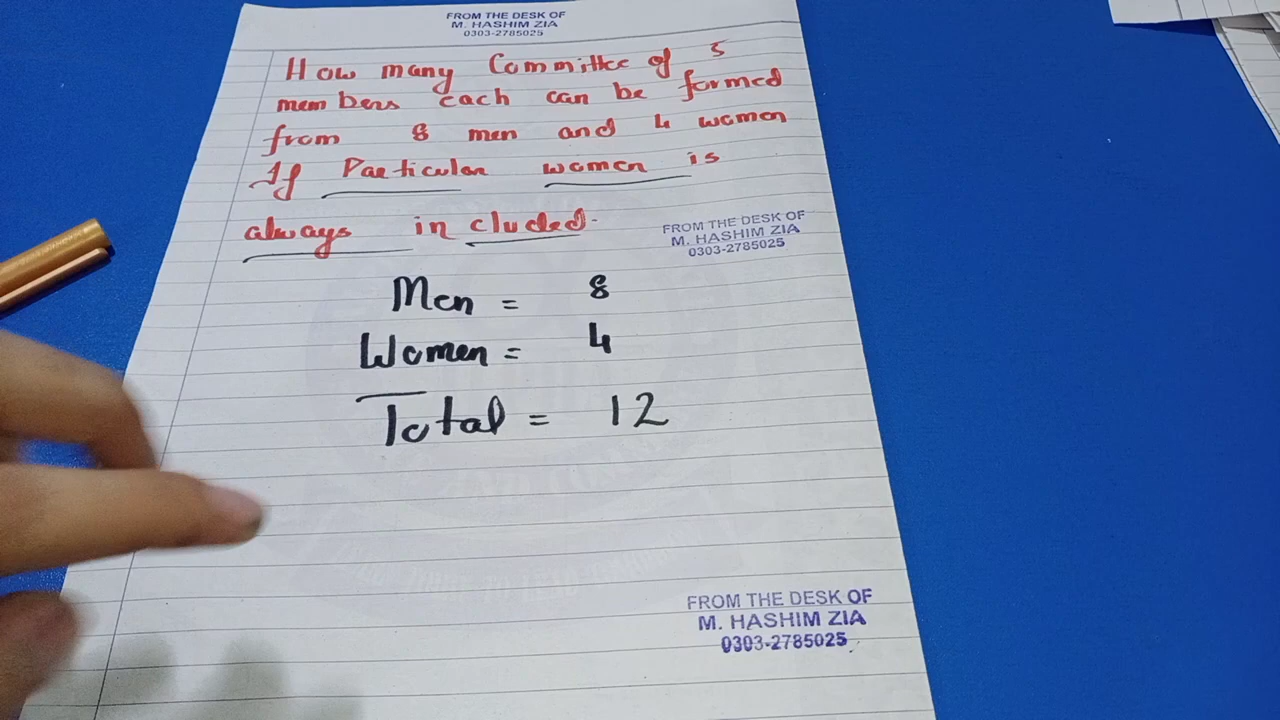 FROM THE DESK OF
M. HASHIM ZIA
0303-2785025
How many Committee of 5
members each can be formed
from 8 men and 4 women
If Particular women is
always in cluded.
FROM THE DESK OF
M. HASHIM ZIA
0303-2785025
Men = 8
Women = 4
Total = 12
FROM THE DESK OF
M. HASHIM ZIA
0303-2785025